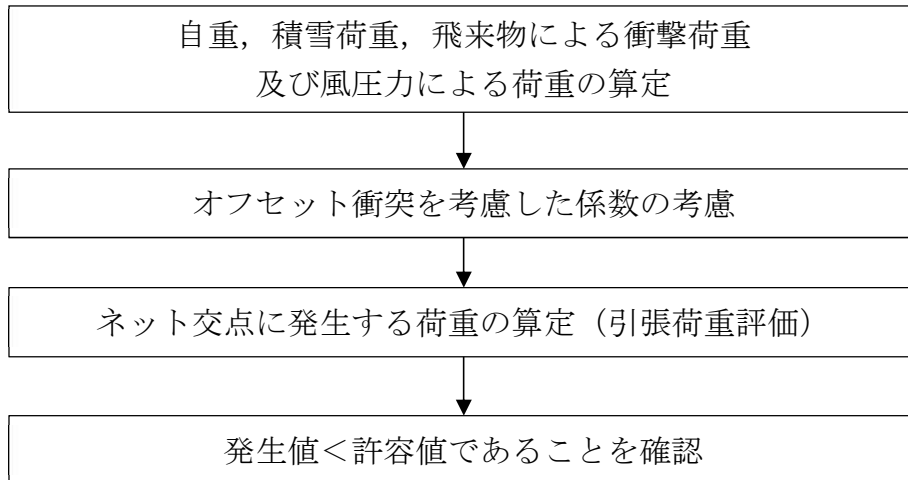 自重，積雪荷重，飛来物による衝撃荷重
及び風圧力による荷重の算定
オフセット衝突を考慮した係数の考慮
ネット交点に発生する荷重の算定（引張荷重評価）
発生値＜許容値であることを確認